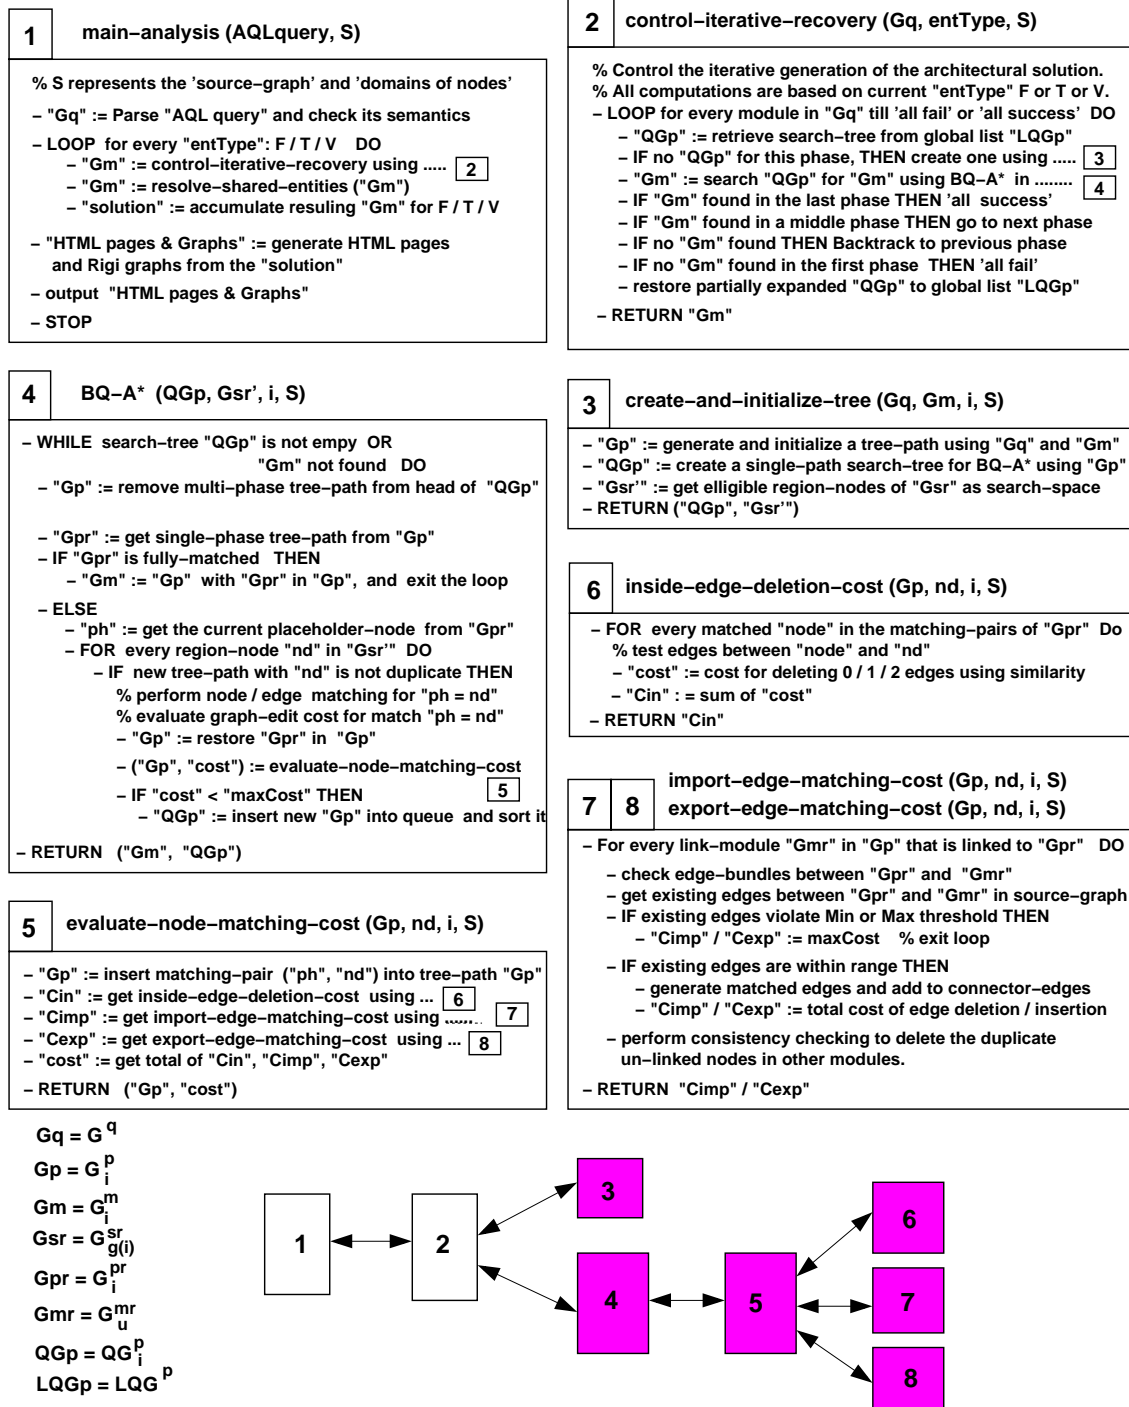 1 main–analysis (AQLquery, S)
% S represents the 'source–graph' and 'domains of nodes'
– "Gq" := Parse "AQL query" and check its semantics
– LOOP for every "entType": F / T / V DO
– "Gm" := control–iterative–recovery using ..... 2
– "Gm" := resolve–shared–entities ("Gm")
– "solution" := accumulate resuling "Gm" for F / T / V
– "HTML pages & Graphs" := generate HTML pages
and Rigi graphs from the "solution"
– output "HTML pages & Graphs"
– STOP
2 control–iterative–recovery (Gq, entType, S)
% Control the iterative generation of the architectural solution.
% All computations are based on current "entType" F or T or V.
– LOOP for every module in "Gq" till 'all fail' or 'all success' DO
– "QGp" := retrieve search–tree from global list "LQGp"
– IF no "QGp" for this phase, THEN create one using ..... 3
– "Gm" := search "QGp" for "Gm" using BQ–A* in ........ 4
– IF "Gm" found in the last phase THEN 'all success'
– IF "Gm" found in a middle phase THEN go to next phase
– IF no "Gm" found THEN Backtrack to previous phase
– IF no "Gm" found in the first phase THEN 'all fail'
– restore partially expanded "QGp" to global list "LQGp"
– RETURN "Gm"
4 BQ–A* (QGp, Gsr', i, S)
– WHILE search–tree "QGp" is not empy OR
"Gm" not found DO
– "Gp" := remove multi–phase tree–path from head of "QGp"
– "Gpr" := get single–phase tree–path from "Gp"
– IF "Gpr" is fully–matched THEN
– "Gm" := "Gp" with "Gpr" in "Gp", and exit the loop
– ELSE
– "ph" := get the current placeholder–node from "Gpr"
– FOR every region–node "nd" in "Gsr'" DO
– IF new tree–path with "nd" is not duplicate THEN
% perform node / edge matching for "ph = nd"
% evaluate graph–edit cost for match "ph = nd"
– "Gp" := restore "Gpr" in "Gp"
– ("Gp", "cost") := evaluate–node–matching–cost
– IF "cost" < "maxCost" THEN 5
– "QGp" := insert new "Gp" into queue and sort it
– RETURN ("Gm", "QGp")
3 create–and–initialize–tree (Gq, Gm, i, S)
– "Gp" := generate and initialize a tree–path using "Gq" and "Gm"
– "QGp" := create a single–path search–tree for BQ–A* using "Gp"
– "Gsr'" := get elligible region–nodes of "Gsr" as search–space
– RETURN ("QGp", "Gsr'")
6 inside–edge–deletion–cost (Gp, nd, i, S)
– FOR every matched "node" in the matching–pairs of "Gpr" Do
% test edges between "node" and "nd"
– "cost" := cost for deleting 0 / 1 / 2 edges using similarity
– "Cin" : = sum of "cost"
– RETURN "Cin"
5 evaluate–node–matching–cost (Gp, nd, i, S)
– "Gp" := insert matching–pair ("ph", "nd") into tree–path "Gp"
– "Cin" := get inside–edge–deletion–cost using ... 6
– "Cimp" := get import–edge–matching–cost using 7
– "Cexp" := get export–edge–matching–cost using ... 8
– "cost" := get total of "Cin", "Cimp", "Cexp"
– RETURN ("Gp", "cost")
7 8 import–edge–matching–cost (Gp, nd, i, S)
export–edge–matching–cost (Gp, nd, i, S)
– For every link–module "Gmr" in "Gp" that is linked to "Gpr" DO
– check edge–bundles between "Gpr" and "Gmr"
– get existing edges between "Gpr" and "Gmr" in source–graph
– IF existing edges violate Min or Max threshold THEN
– "Cimp" / "Cexp" := maxCost % exit loop
– IF existing edges are within range THEN
– generate matched edges and add to connector–edges
– "Cimp" / "Cexp" := total cost of edge deletion / insertion
– perform consistency checking to delete the duplicate
un–linked nodes in other modules.
– RETURN "Cimp" / "Cexp"
Gq = G q
Gp = G p i
Gm = G m i
Gsr = G sr g(i)
Gpr = G pr i
Gmr = G mr u
QGp = QG p i
LQGp = LQG p
1
2
3
4
5
6
7
8